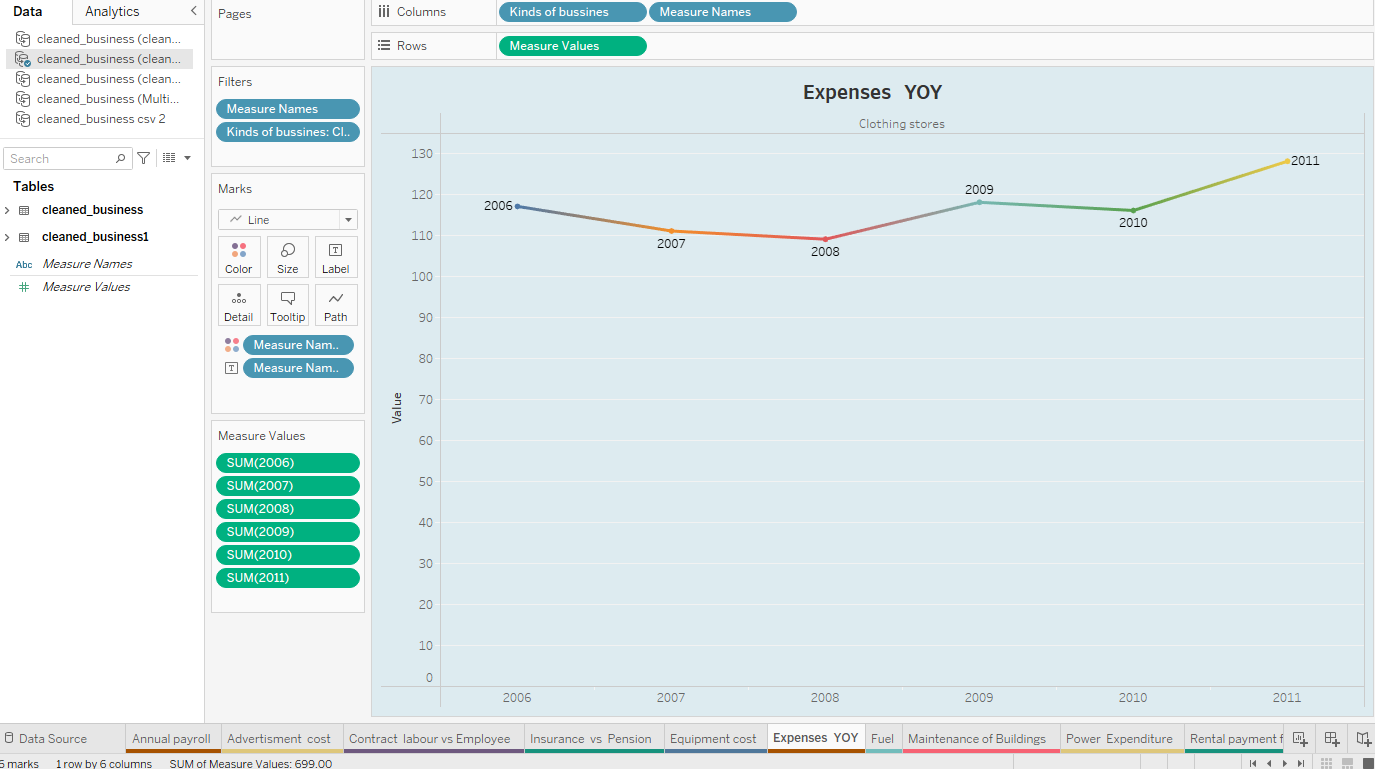 Data
Analytics
cleaned_business (clean...
cleaned_business (clean...
cleaned_business (clean...
cleaned_business (Multi...
cleaned_business csv 2
Search
Tables
cleaned_business
cleaned_business1
Abc Measure Names
# Measure Values
Pages
Filters
Measure Names
Kinds of bussines: Cl..
Marks
Line
Color Size Label
Detail Tooltip Path
Measure Nam..
Measure Nam..
Measure Values
SUM(2006)
SUM(2007)
SUM(2008)
SUM(2009)
SUM(2010)
SUM(2011)
Columns Kinds of bussines Measure Names
Rows Measure Values
Expenses YOY
Clothing stores
130
120
110
100
90
80
70
60
50
40
30
20
10
0
Value
2006
2007
2008
2009
2010
2011
2006 2007 2008 2009 2010 2011
Data Source Annual payroll Advertisment cost Contract labour vs Employee Insurance vs Pension Equipment cost Expenses YOY Fuel Maintenance of Buildings Power Expenditure Rental payment f
6 marks 1 row by 6 columns SUM of Measure Values: 699.00